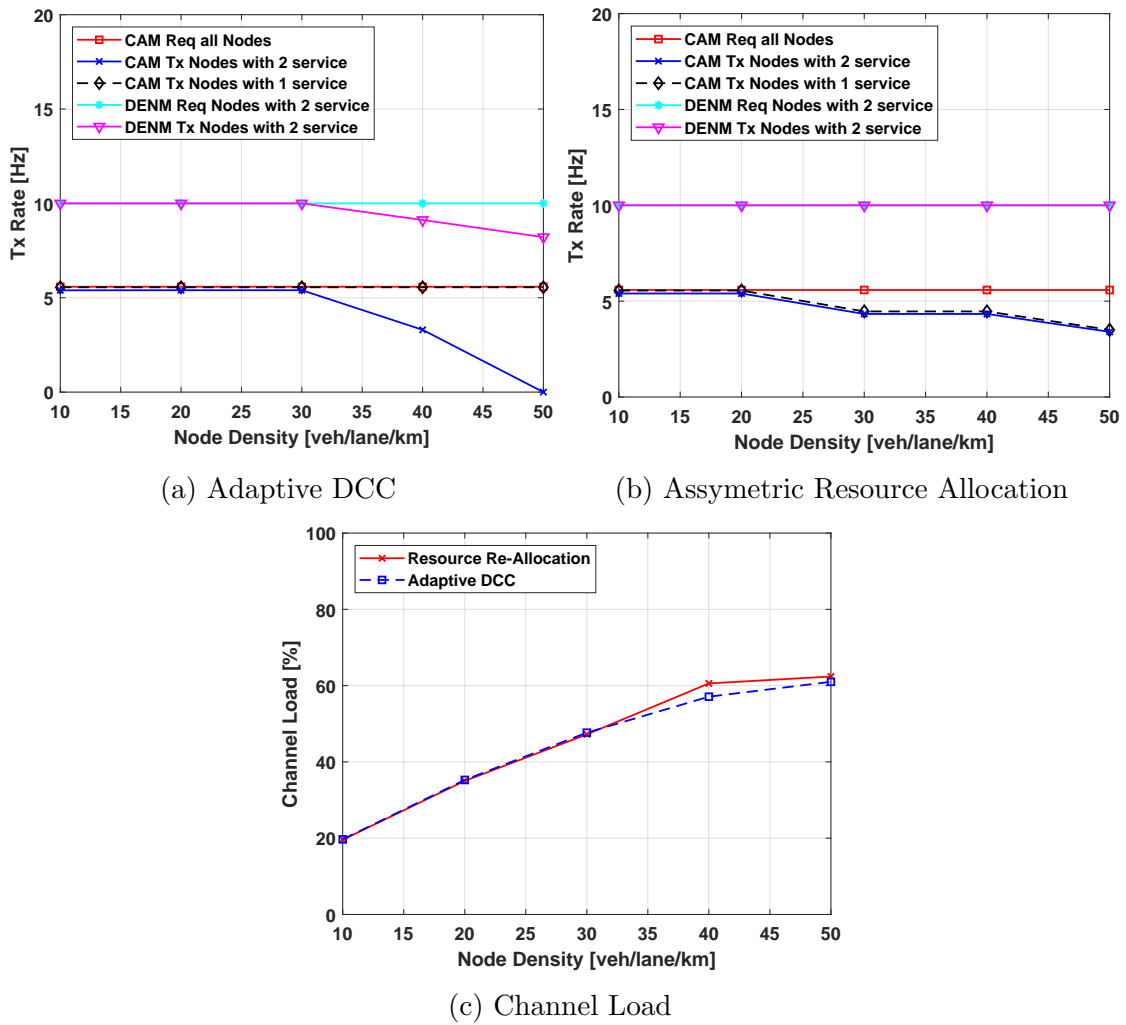 20
15
10
5
0
Tx Rate [Hz]
CAM Req all Nodes
CAM Tx Nodes with 2 service
CAM Tx Nodes with 1 service
DENM Req Nodes with 2 service
DENM Tx Nodes with 2 service
10 15 20 25 30 35 40 45 50
Node Density [veh/lane/km]
(a) Adaptive DCC
20
15
10
5
0
Tx Rate [Hz]
CAM Req all Nodes
CAM Tx Nodes with 2 service
CAM Tx Nodes with 1 service
DENM Req Nodes with 2 service
DENM Tx Nodes with 2 service
10 15 20 25 30 35 40 45 50
Node Density [veh/lane/km]
(b) Assymetric Resource Allocation
100
80
60
40
20
0
Channel Load [%]
Resource Re-Allocation
Adaptive DCC
10 15 20 25 30 35 40 45 50
Node Density [veh/lane/km]
(c) Channel Load